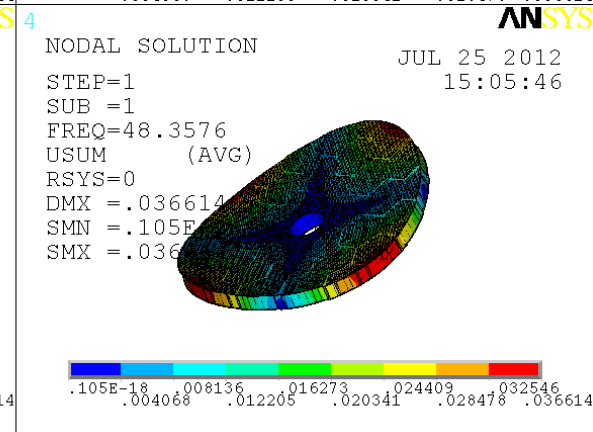 4
ANSYS
NODAL SOLUTION
JUL 25 2012
15:05:46
STEP=1
SUB =1
FREQ=48.3576
USUM (AVG)
RSYS=0
DMX =.036614
SMN =.105E
SMX =.036
.105E-18 .008136 .016273 .024409 .032546
.004068 .012205 .020341 .028478 .036614